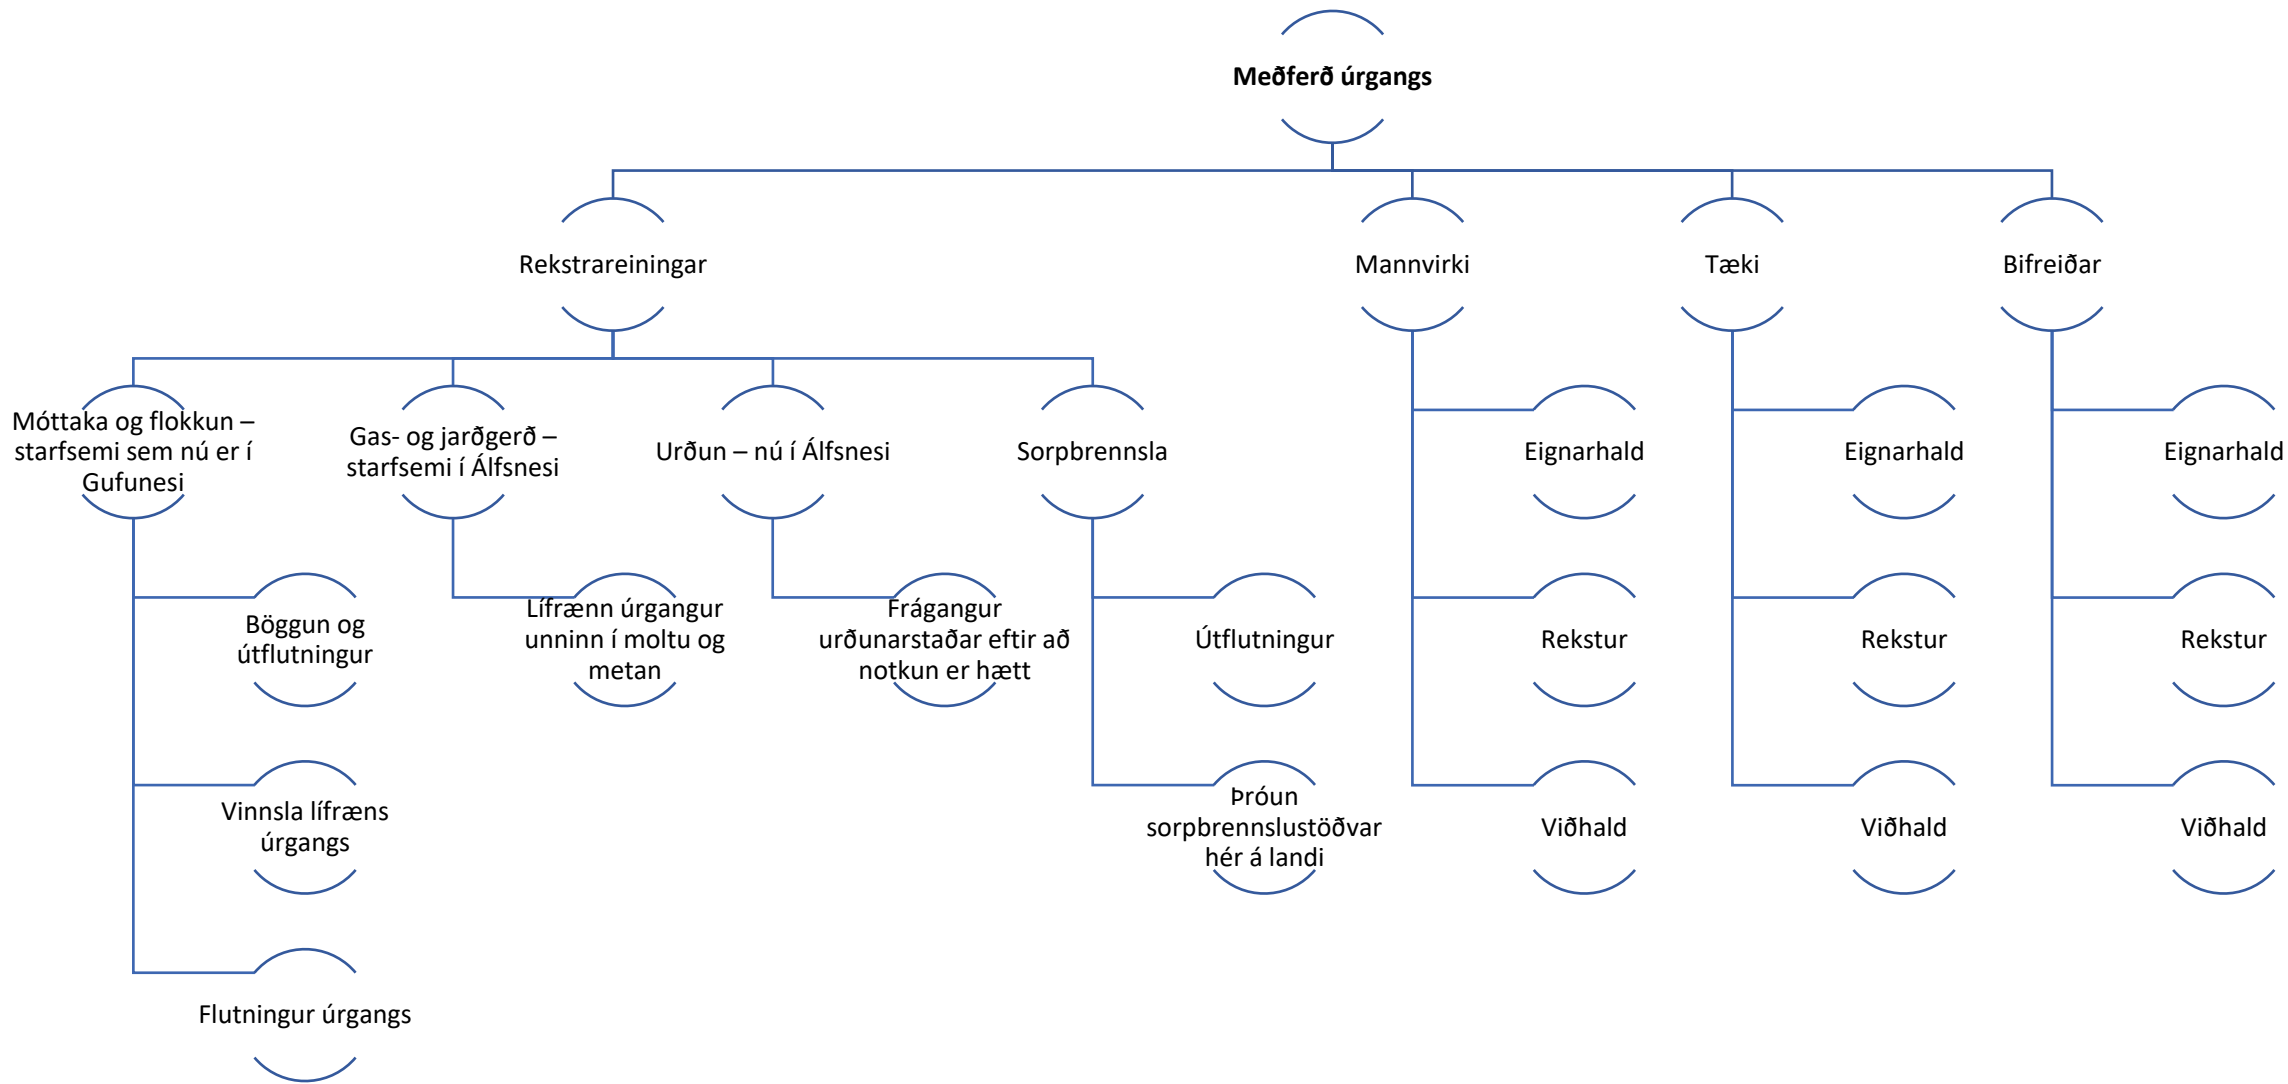 Meðferð úrgangs
Rekstrareiningar
Mannvirki
Tæki
Bifreiðar
Móttaka og flokkun –
starfsemi sem nú er í
Gufunesi
Gas- og jarðgerð –
starfsemi í Álfsnesi
Urðun – nú í Álfsnesi
Sorpbrennsla
Eignarhald
Eignarhald
Eignarhald
Böggun og
útflutningur
Lífrænn úrgangur
unninn í moltu og
metan
Frágangur
urðunarstaðar eftir að
notkun er hætt
Útflutningur
Rekstur
Rekstur
Rekstur
Vinnsla lífræns
úrgangs
Þróun
sorpbrennslustöðvar
hér á landi
Viðhald
Viðhald
Viðhald
Flutningur úrgangs